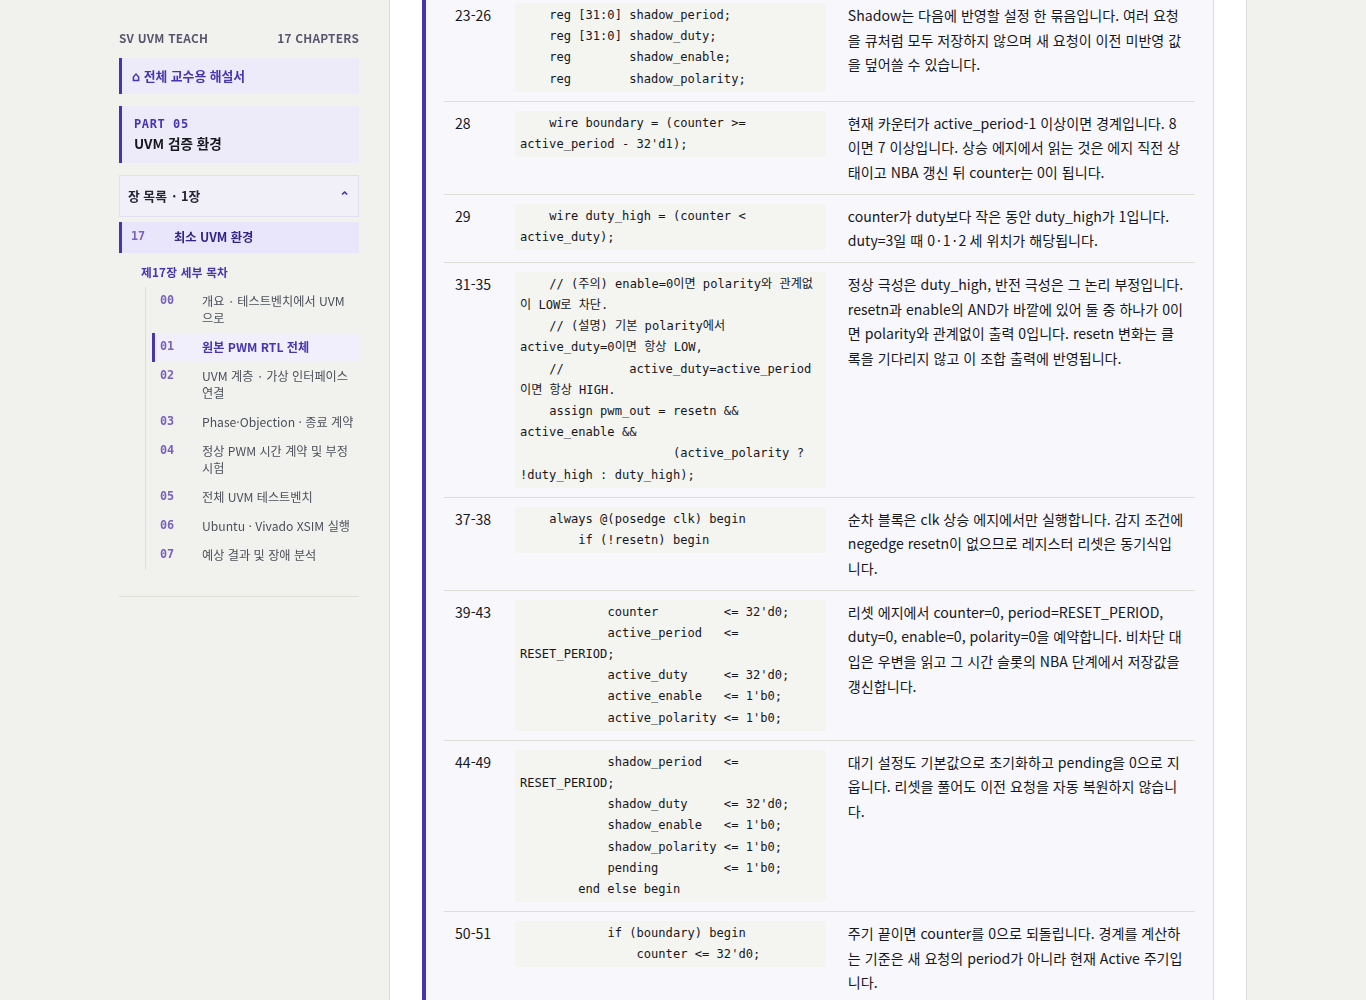 SV UVM TEACH 17 CHAPTERS
⌂ 전체 교수용 해설서
PART 05
UVM 검증 환경
장 목록 · 1장
17 최소 UVM 환경
제17장 세부 목차
00 개요 · 테스트벤치에서 UVM
으로
01 원본 PWM RTL 전체
02 UVM 계층 · 가상 인터페이스
연결
03 Phase·Objection · 종료 계약
04 정상 PWM 시간 계약 및 부정
시험
05 전체 UVM 테스트벤치
06 Ubuntu · Vivado XSIM 실행
07 예상 결과 및 장애 분석
23-26
reg [31:0] shadow_period;
reg [31:0] shadow_duty;
reg        shadow_enable;
reg        shadow_polarity;
Shadow는 다음에 반영할 설정 한 묶음입니다. 여러 요청
을 큐처럼 모두 저장하지 않으며 새 요청이 이전 미반영 값
을 덮어쓸 수 있습니다.
28
wire boundary = (counter >=
active_period - 32'd1);
현재 카운터가 active_period-1 이상이면 경계입니다. 8
이면 7 이상입니다. 상승 에지에서 읽는 것은 에지 직전 상
태이고 NBA 갱신 뒤 counter는 0이 됩니다.
29
wire duty_high = (counter <
active_duty);
counter가 duty보다 작은 동안 duty_high가 1입니다.
duty=3일 때 0·1·2 세 위치가 해당됩니다.
31-35
// (주의) enable=0이면 polarity와 관계없
이 LOW로 차단.
// (설명) 기본 polarity에서
active_duty=0이면 항상 LOW,
//         active_duty=active_period
이면 항상 HIGH.
assign pwm_out = resetn &&
active_enable &&
(active_polarity ?
!duty_high : duty_high);
정상 극성은 duty_high, 반전 극성은 그 논리 부정입니다.
resetn과 enable의 AND가 바깥에 있어 둘 중 하나가 0이
면 polarity와 관계없이 출력 0입니다. resetn 변화는 클
록을 기다리지 않고 이 조합 출력에 반영됩니다.
37-38
always @(posedge clk) begin
if (!resetn) begin
순차 블록은 clk 상승 에지에서만 실행합니다. 감지 조건에
negedge resetn이 없으므로 레지스터 리셋은 동기식입
니다.
39-43
counter         <= 32'd0;
active_period   <=
RESET_PERIOD;
active_duty     <= 32'd0;
active_enable   <= 1'b0;
active_polarity <= 1'b0;
리셋 에지에서 counter=0, period=RESET_PERIOD,
duty=0, enable=0, polarity=0을 예약합니다. 비차단 대
입은 우변을 읽고 그 시간 슬롯의 NBA 단계에서 저장값을
갱신합니다.
44-49
shadow_period   <=
RESET_PERIOD;
shadow_duty     <= 32'd0;
shadow_enable   <= 1'b0;
shadow_polarity <= 1'b0;
pending         <= 1'b0;
end else begin
대기 설정도 기본값으로 초기화하고 pending을 0으로 지
웁니다. 리셋을 풀어도 이전 요청을 자동 복원하지 않습니
다.
50-51
if (boundary) begin
counter <= 32'd0;
주기 끝이면 counter를 0으로 되돌립니다. 경계를 계산하
는 기준은 새 요청의 period가 아니라 현재 Active 주기입
니다.